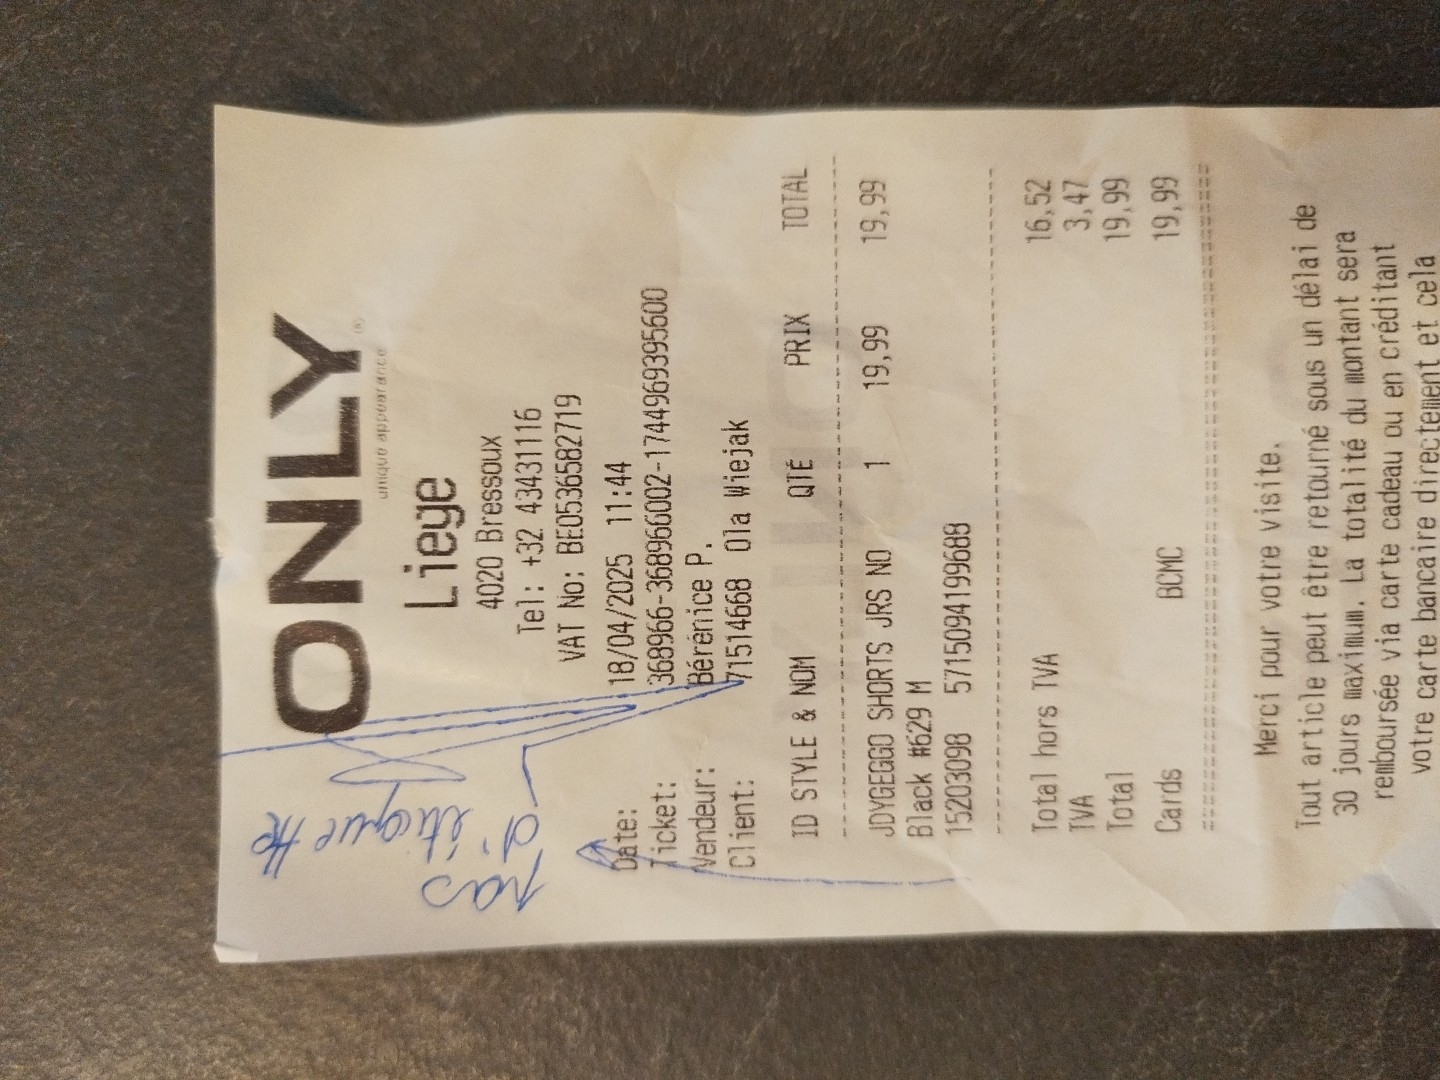 ONLY
unique appearance
Liege
4020 Bressoux
Tel: +32 43431116
VAT No: BE0536582719
pas
d'étiquette
Date: 18/04/2025 11:44
Ticket: 368966-368966002-1744969395600
Vendeur: Bérénice P.
Client: 71514668 Ola Wiejak
ID STYLE & NOM QTÉ PRIX TOTAL
JDYGEGGO SHORTS JRS NO 1 19,99 19,99
Black #629 M
15203098 5715094199688
Total hors TVA 16,52
TVA 3,47
Total 19,99
Cards BCMC 19,99
Merci pour votre visite.
Tout article peut être retourné sous un délai de
30 jours maximum. La totalité du montant sera
remboursée via carte cadeau ou en créditant
votre carte bancaire directement et cela